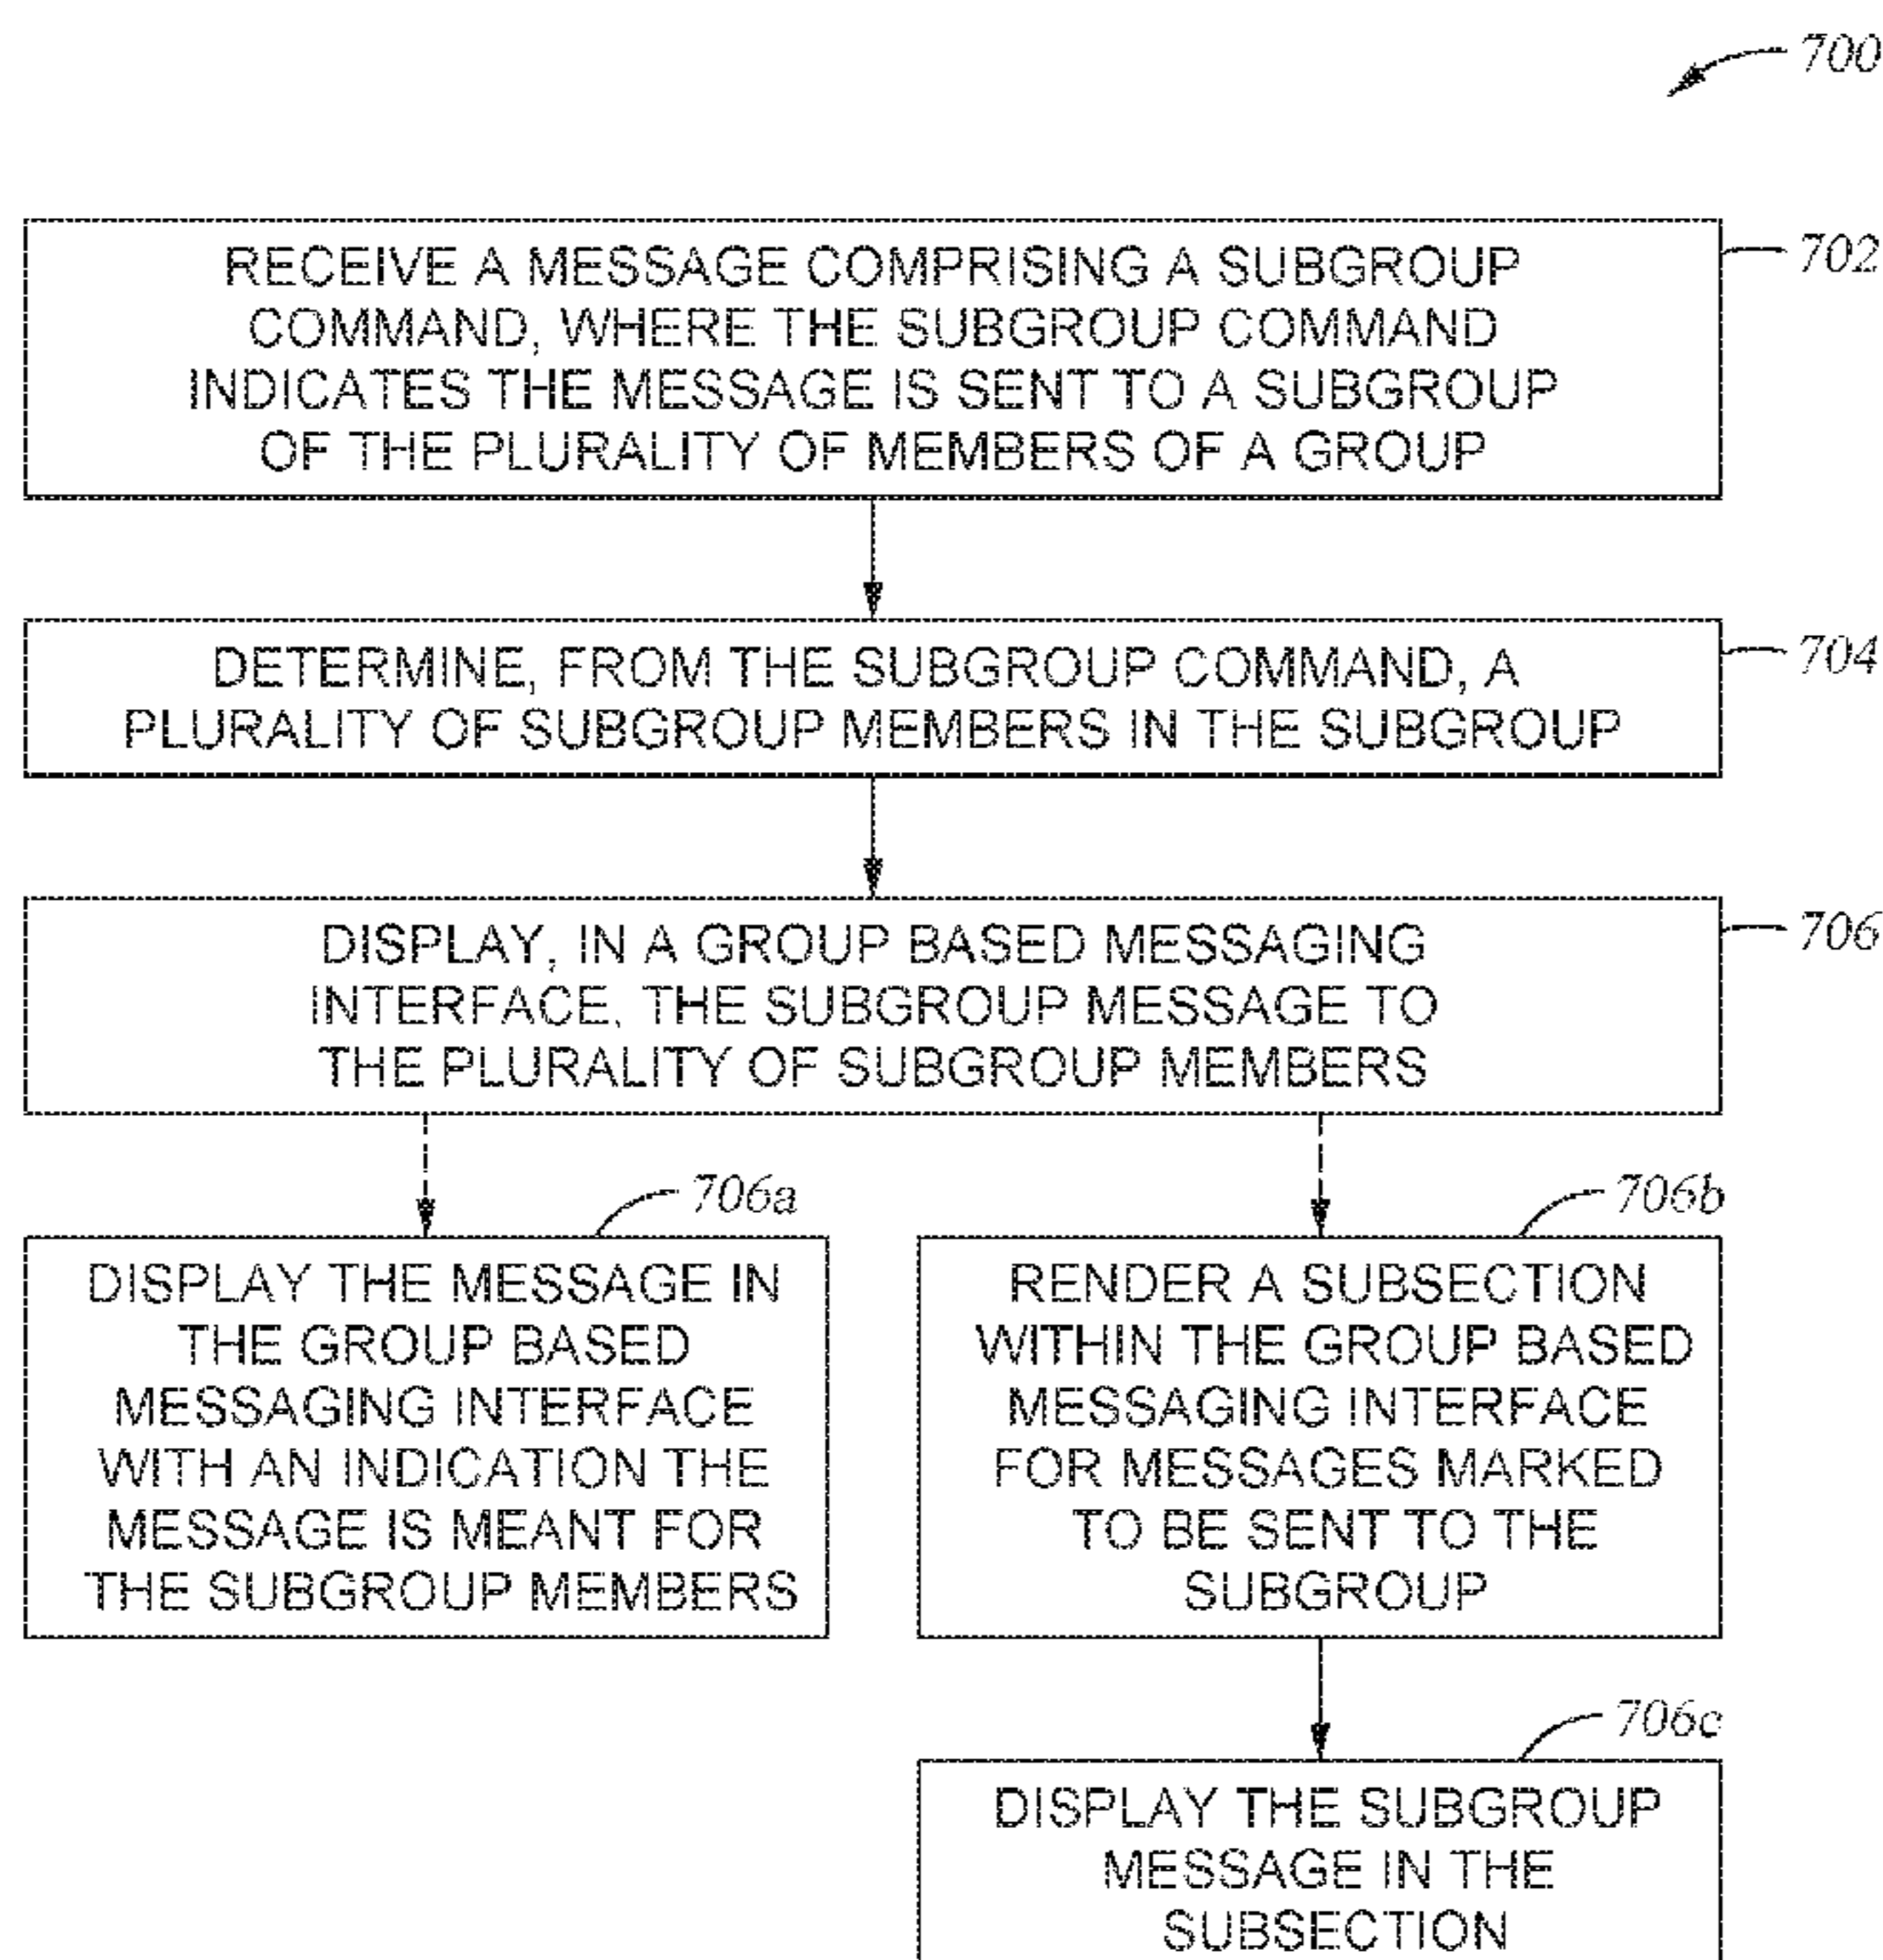 700
RECEIVE A MESSAGE COMPRISING A SUBGROUP
COMMAND, WHERE THE SUBGROUP COMMAND
INDICATES THE MESSAGE IS SENT TO A SUBGROUP
OF THE PLURALITY OF MEMBERS OF A GROUP
702
DETERMINE, FROM THE SUBGROUP COMMAND, A
PLURALITY OF SUBGROUP MEMBERS IN THE SUBGROUP
704
DISPLAY, IN A GROUP BASED MESSAGING
INTERFACE, THE SUBGROUP MESSAGE TO
THE PLURALITY OF SUBGROUP MEMBERS
706
706a
DISPLAY THE MESSAGE IN
THE GROUP BASED
MESSAGING INTERFACE
WITH AN INDICATION THE
MESSAGE IS MEANT FOR
THE SUBGROUP MEMBERS
706b
RENDER A SUBSECTION
WITHIN THE GROUP BASED
MESSAGING INTERFACE
FOR MESSAGES MARKED
TO BE SENT TO THE
SUBGROUP
706c
DISPLAY THE SUBGROUP
MESSAGE IN THE
SUBSECTION